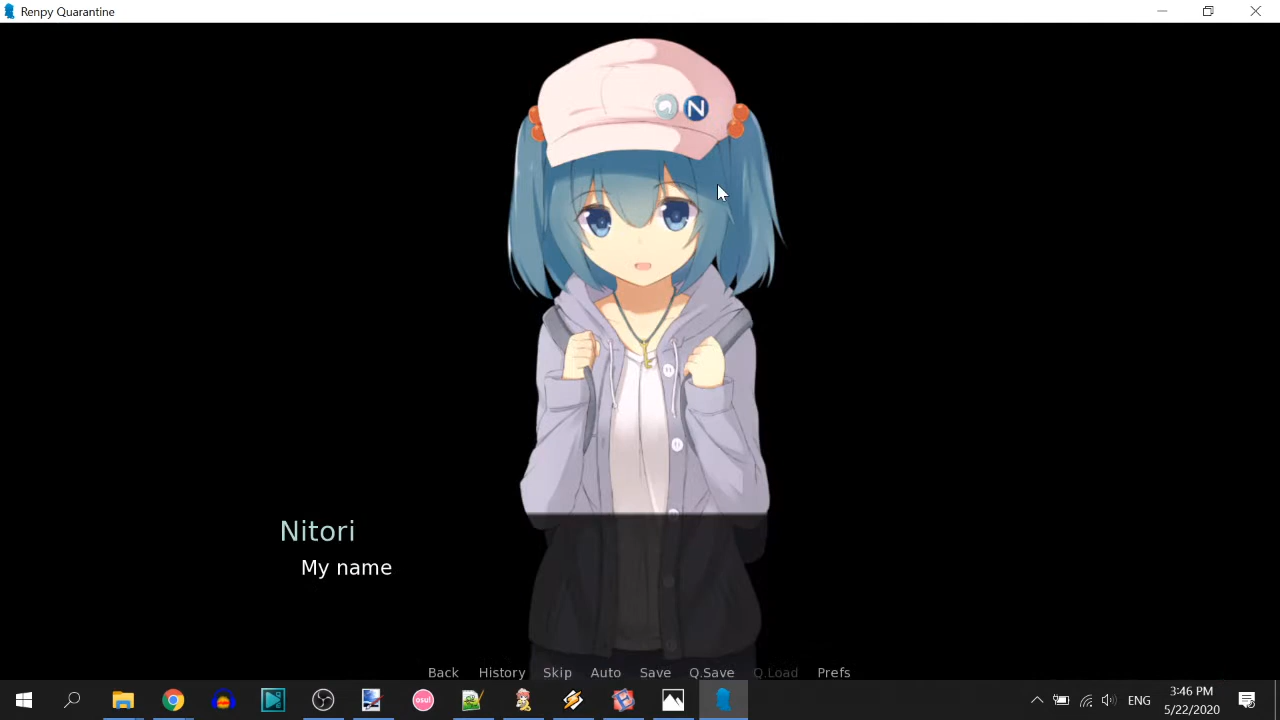 Renpy Quarantine
N
Nitori
My name
Back History Skip Auto Save Q.Save Q.Load Prefs
osu!
ENG
3:46 PM
5/22/2020